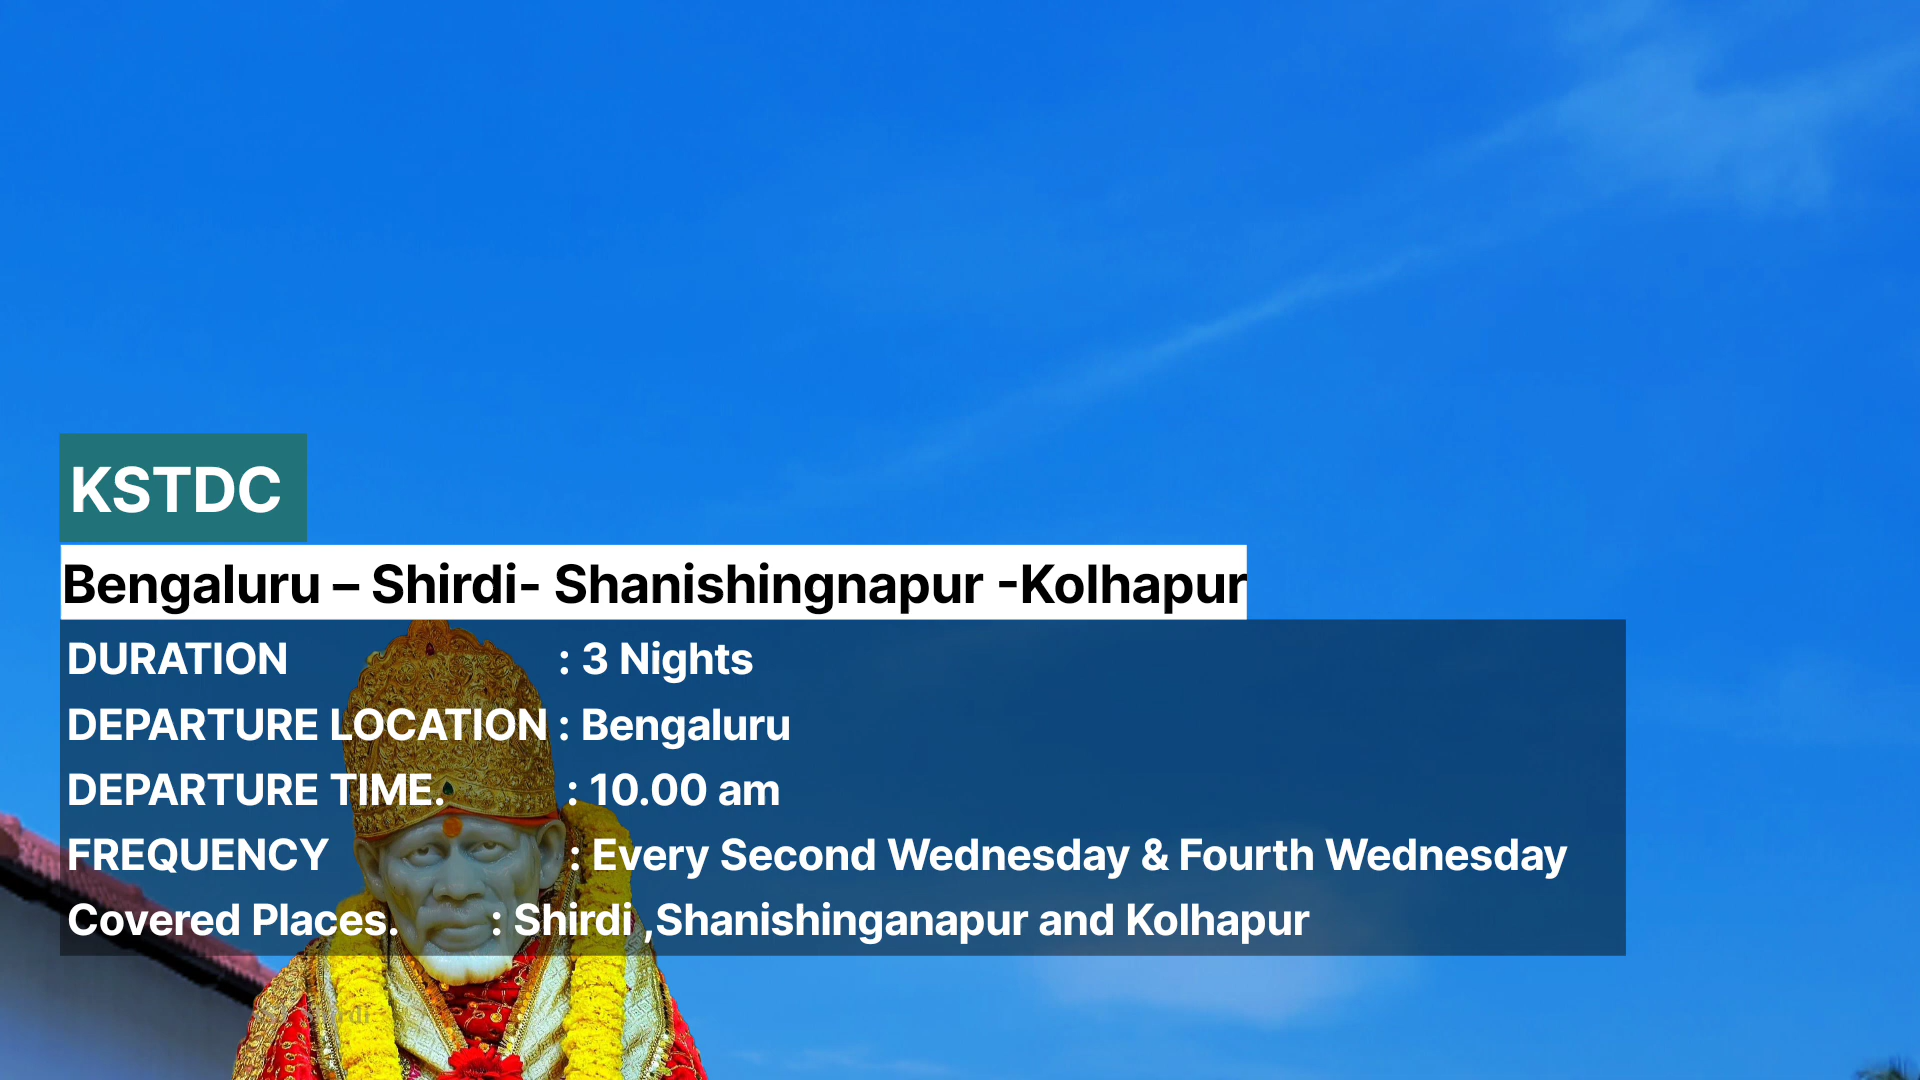 KSTDC
Bengaluru – Shirdi- Shanishingnapur -Kolhapur
DURATION : 3 Nights
DEPARTURE LOCATION : Bengaluru
DEPARTURE TIME. : 10.00 am
FREQUENCY : Every Second Wednesday & Fourth Wednesday
Covered Places. : Shirdi ,Shanishinganapur and Kolhapur